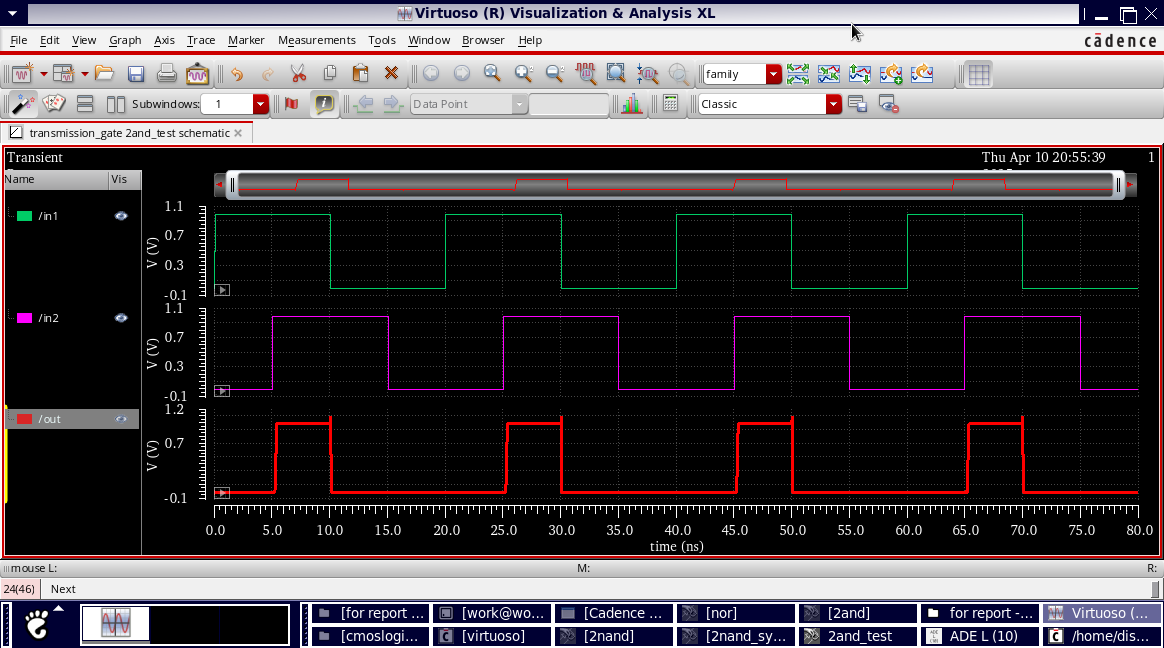 Virtuoso (R) Visualization & Analysis XL
File Edit View Graph Axis Trace Marker Measurements Tools Window Browser Help
cādence
family
Subwindows: 1 Data Point Classic
transmission_gate 2and_test schematic
Transient Thu Apr 10 20:55:39 1
Name Vis
/in1
1.1
0.7
0.3
-0.1
V (V)
/in2
1.1
0.7
0.3
-0.1
V (V)
/out
1.2
0.7
-0.1
V (V)
0.0 5.0 10.0 15.0 20.0 25.0 30.0 35.0 40.0 45.0 50.0 55.0 60.0 65.0 70.0 75.0 80.0
time (ns)
mouse L: M: R:
24(46) Next
[for report ... [work@wo... [Cadence ... [nor] [2and] for report -... Virtuoso (...
[cmoslogi... [virtuoso] [2nand] [2nand_sy... 2and_test ADE L (10) /home/dis...